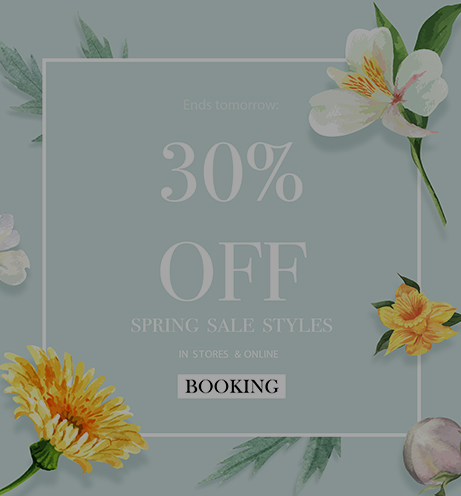 Ends tomorrow:
30%
OFF
SPRING SALE STYLES
IN STORES & ONLINE
BOOKING